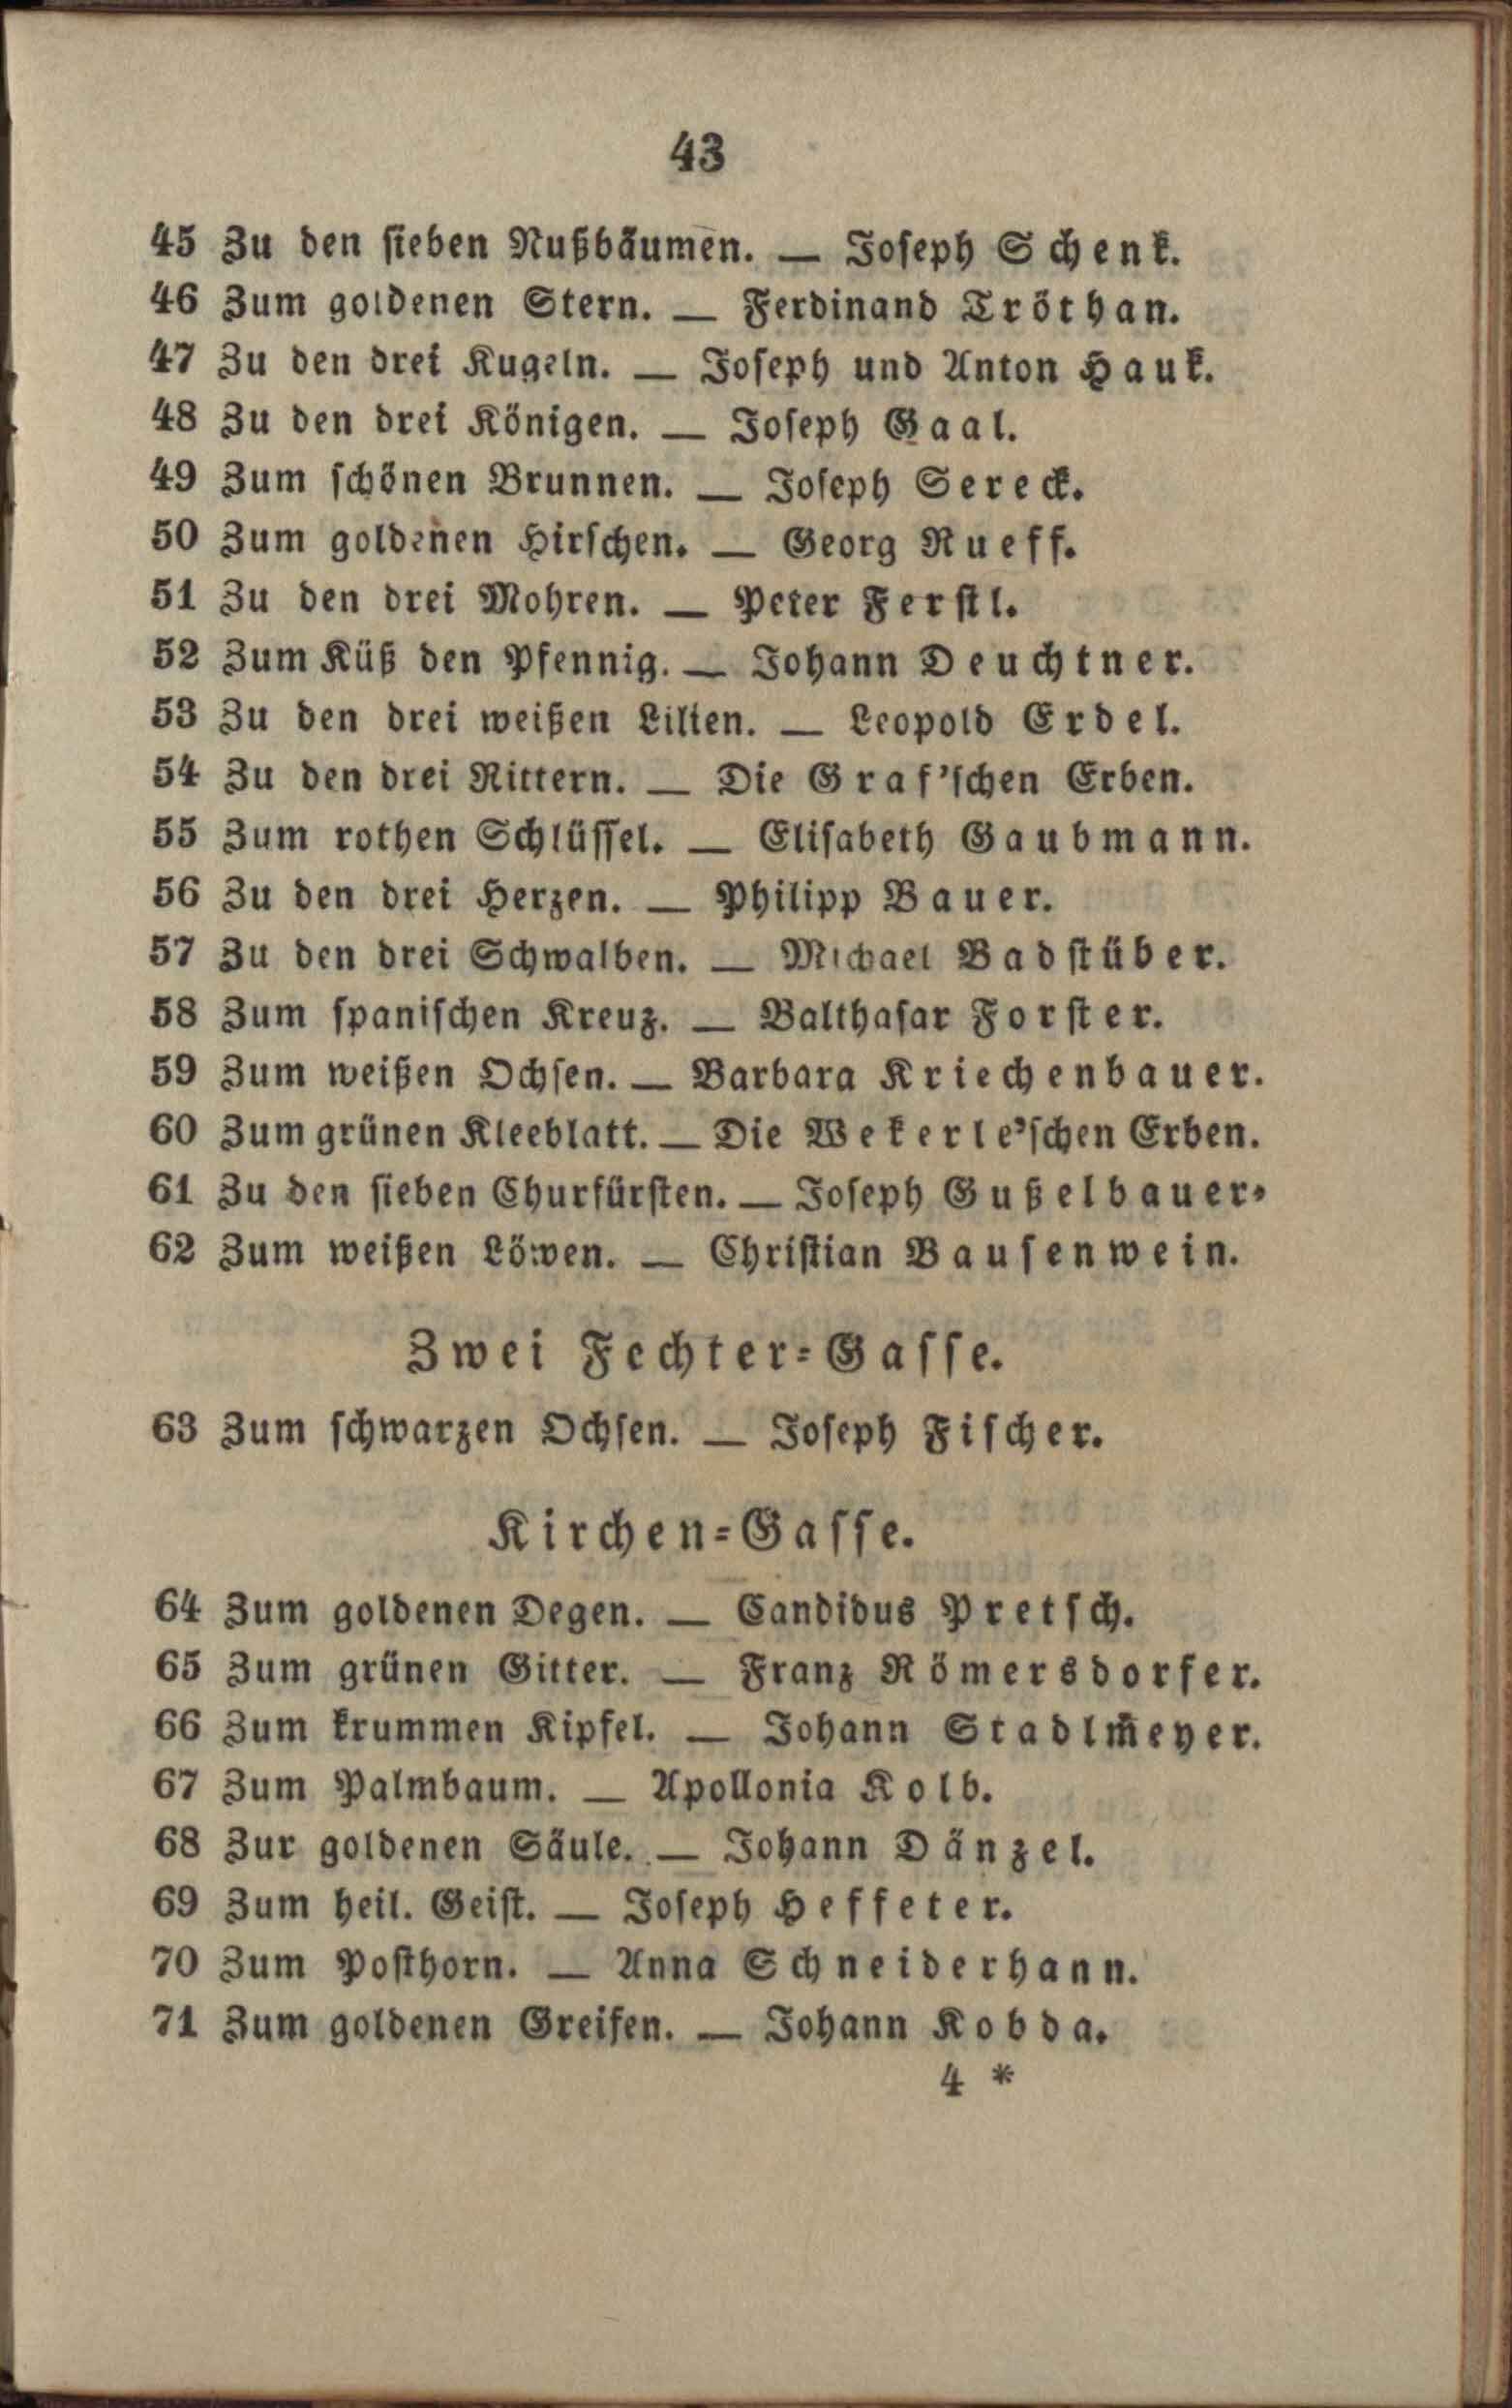 43
45 Zu den sieben Nußbäumen. — Joseph Schenk.
46 Zum goldenen Stern. — Ferdinand Tröthan.
47 Zu den drei Kugeln. — Joseph und Anton Hauk.
48 Zu den drei Königen. — Joseph Gaal.
49 Zum schönen Brunnen. — Joseph Sereck.
50 Zum goldenen Hirschen. — Georg Rueff.
51 Zu den drei Mohren. — Peter Ferstl.
52 Zum Küß den Pfennig. — Johann Deuchtner.
53 Zu den drei weißen Lilien. — Leopold Erdel.
54 Zu den drei Rittern. — Die Graf'schen Erben.
55 Zum rothen Schlüssel. — Elisabeth Gaubmann.
56 Zu den drei Herzen. — Philipp Bauer.
57 Zu den drei Schwalben. — Michael Badstüber.
58 Zum spanischen Kreuz. — Balthasar Forster.
59 Zum weißen Ochsen. — Barbara Kriechenbauer.
60 Zum grünen Kleeblatt. — Die Wekerle'schen Erben.
61 Zu den sieben Churfürsten. — Joseph Gußelbauer.
62 Zum weißen Löwen. — Christian Bausenwein.
Zwei Fechter-Gasse.
63 Zum schwarzen Ochsen. — Joseph Fischer.
Kirchen-Gasse.
64 Zum goldenen Degen. — Candidus Pretsch.
65 Zum grünen Gitter. — Franz Römersdorfer.
66 Zum krummen Kipfel. — Johann Stadlmeyer.
67 Zum Palmbaum. — Apollonia Kolb.
68 Zur goldenen Säule. — Johann Dänzel.
69 Zum heil. Geist. — Joseph Heffeter.
70 Zum Posthorn. — Anna Schneiderhann.
71 Zum goldenen Greifen. — Johann Kobda.
4 *